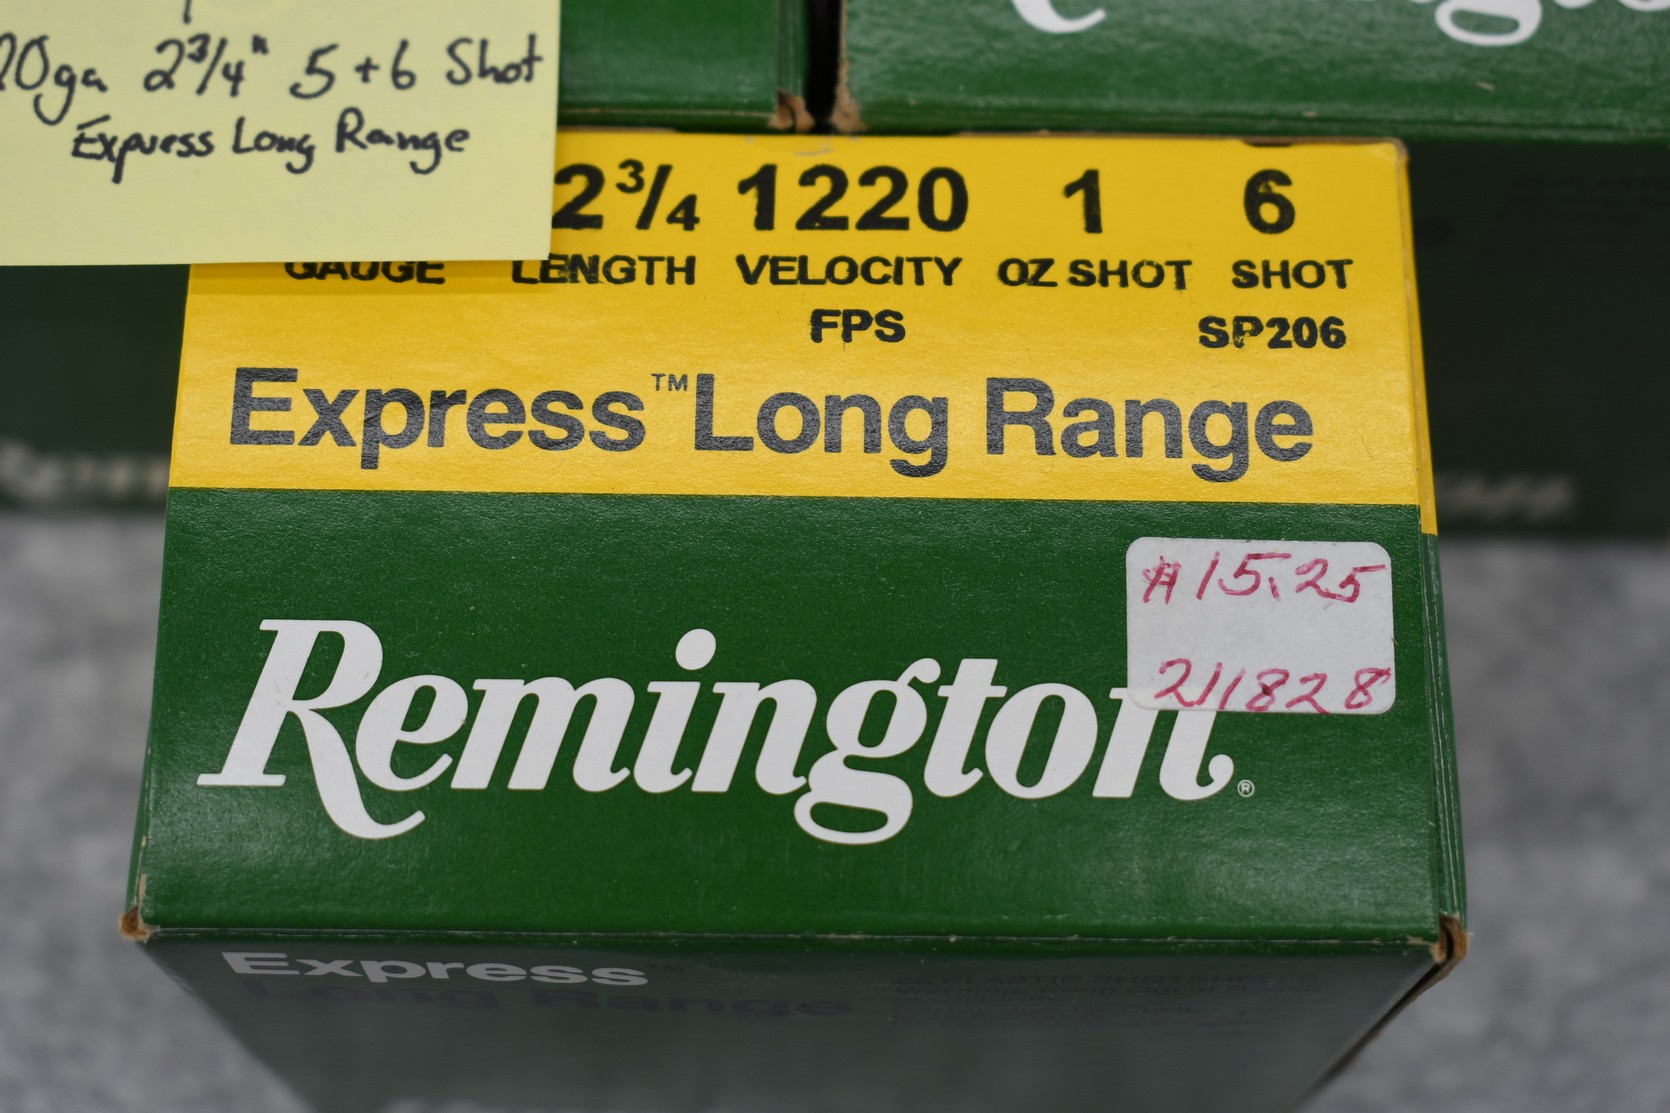 20ga 2 3/4" 5 + 6 Shot
Express Long Range
2 3/4 1220 1 6
GAUGE LENGTH VELOCITY OZ SHOT SHOT
FPS SP206
Express™ Long Range
$15.25
211828
Remington®
Express™
Long Range